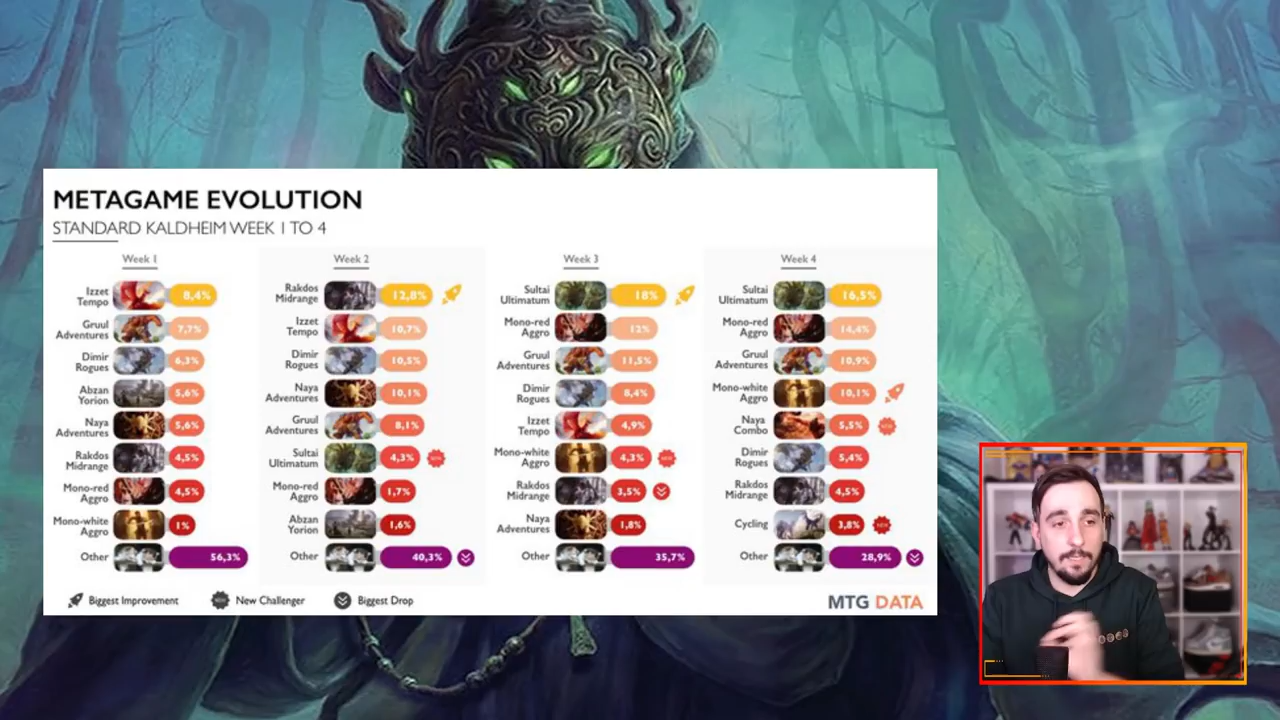 METAGAME EVOLUTION
STANDARD KALDHEIM WEEK 1 TO 4
Week 1
Izzet Tempo 8,4%
Gruul Adventures 7,7%
Dimir Rogues 6,3%
Abzan Yorion 5,6%
Naya Adventures 5,6%
Rakdos Midrange 4,5%
Mono-red Aggro 4,5%
Mono-white Aggro 1%
Other 56,3%
Week 2
Rakdos Midrange 12,8%
Izzet Tempo 10,7%
Dimir Rogues 10,5%
Naya Adventures 10,1%
Gruul Adventures 8,1%
Sultai Ultimatum 4,3% NEW
Mono-red Aggro 1,7%
Abzan Yorion 1,6%
Other 40,3%
Week 3
Sultai Ultimatum 18%
Mono-red Aggro 12%
Gruul Adventures 11,5%
Dimir Rogues 8,4%
Izzet Tempo 4,9%
Mono-white Aggro 4,3% NEW
Rakdos Midrange 3,5%
Naya Adventures 1,8%
Other 35,7%
Week 4
Sultai Ultimatum 16,5%
Mono-red Aggro 14,4%
Gruul Adventures 10,9%
Mono-white Aggro 10,1%
Naya Combo 5,5% NEW
Dimir Rogues 5,4%
Rakdos Midrange 4,5%
Cycling 3,8% NEW
Other 28,9%
Biggest Improvement
NEW New Challenger
Biggest Drop
MTG DATA